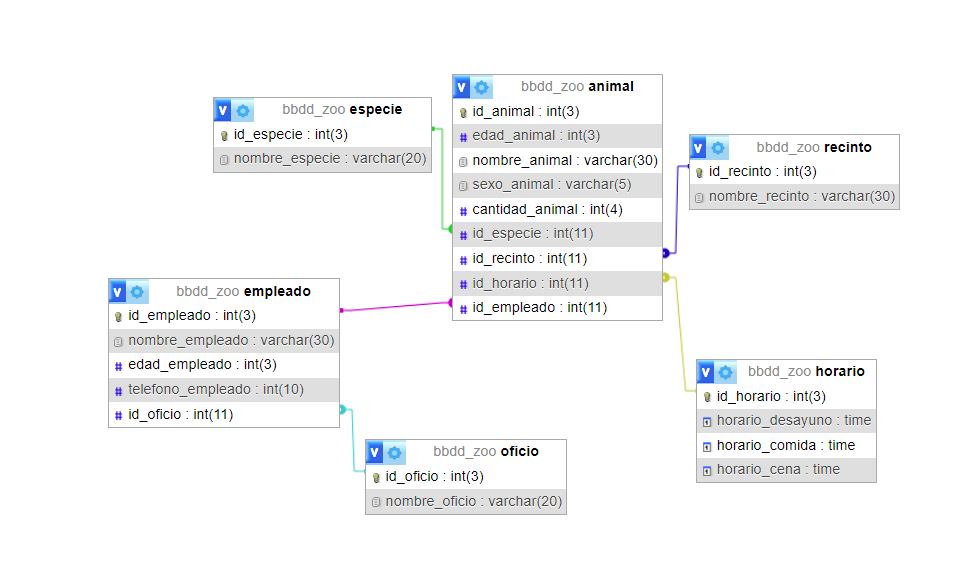 v bbdd_zoo especie
id_especie : int(3)
nombre_especie : varchar(20)
v bbdd_zoo animal
id_animal : int(3)
# edad_animal : int(3)
nombre_animal : varchar(30)
sexo_animal : varchar(5)
# cantidad_animal : int(4)
# id_especie : int(11)
# id_recinto : int(11)
# id_horario : int(11)
# id_empleado : int(11)
v bbdd_zoo recinto
id_recinto : int(3)
nombre_recinto : varchar(30)
v bbdd_zoo empleado
id_empleado : int(3)
nombre_empleado : varchar(30)
# edad_empleado : int(3)
# telefono_empleado : int(10)
# id_oficio : int(11)
v bbdd_zoo oficio
id_oficio : int(3)
nombre_oficio : varchar(20)
v bbdd_zoo horario
id_horario : int(3)
horario_desayuno : time
horario_comida : time
horario_cena : time